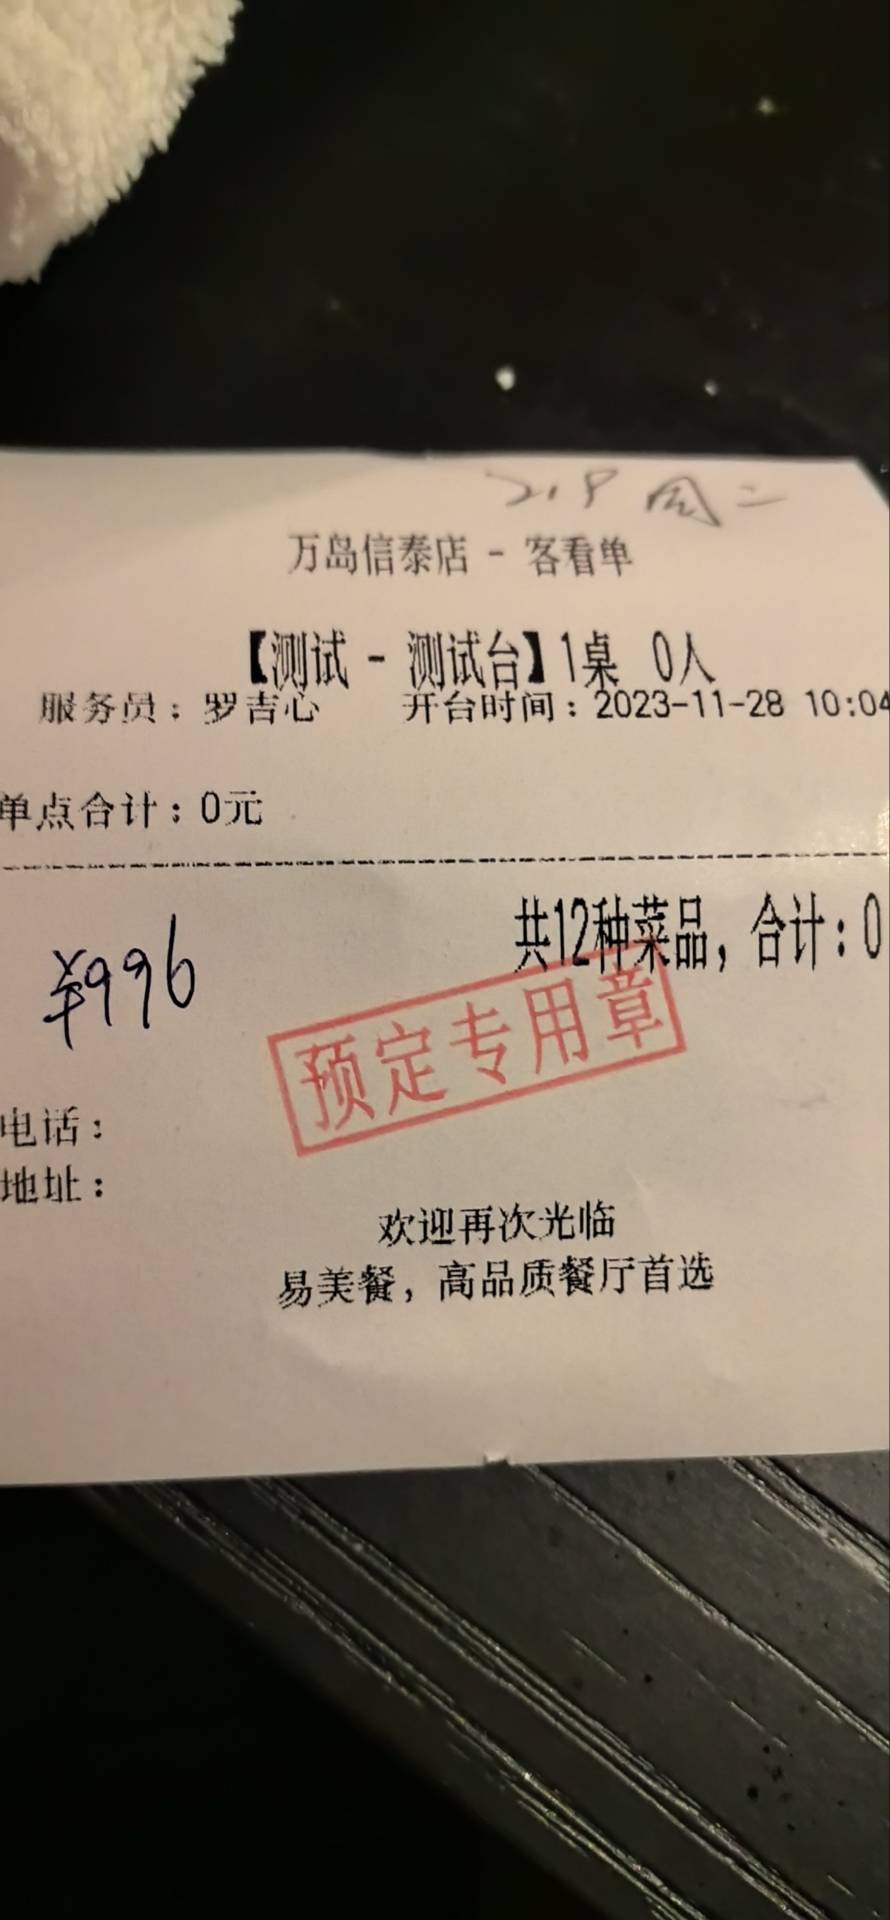 周二
万岛信泰店 - 客看单
【测试 - 测试台】1桌 0人
服务员：罗吉心 开台时间：2023-11-28 10:04
单点合计：0元
共12种菜品，合计：0
¥996
预定专用章
电话：
地址：
欢迎再次光临
易美餐，高品质餐厅首选